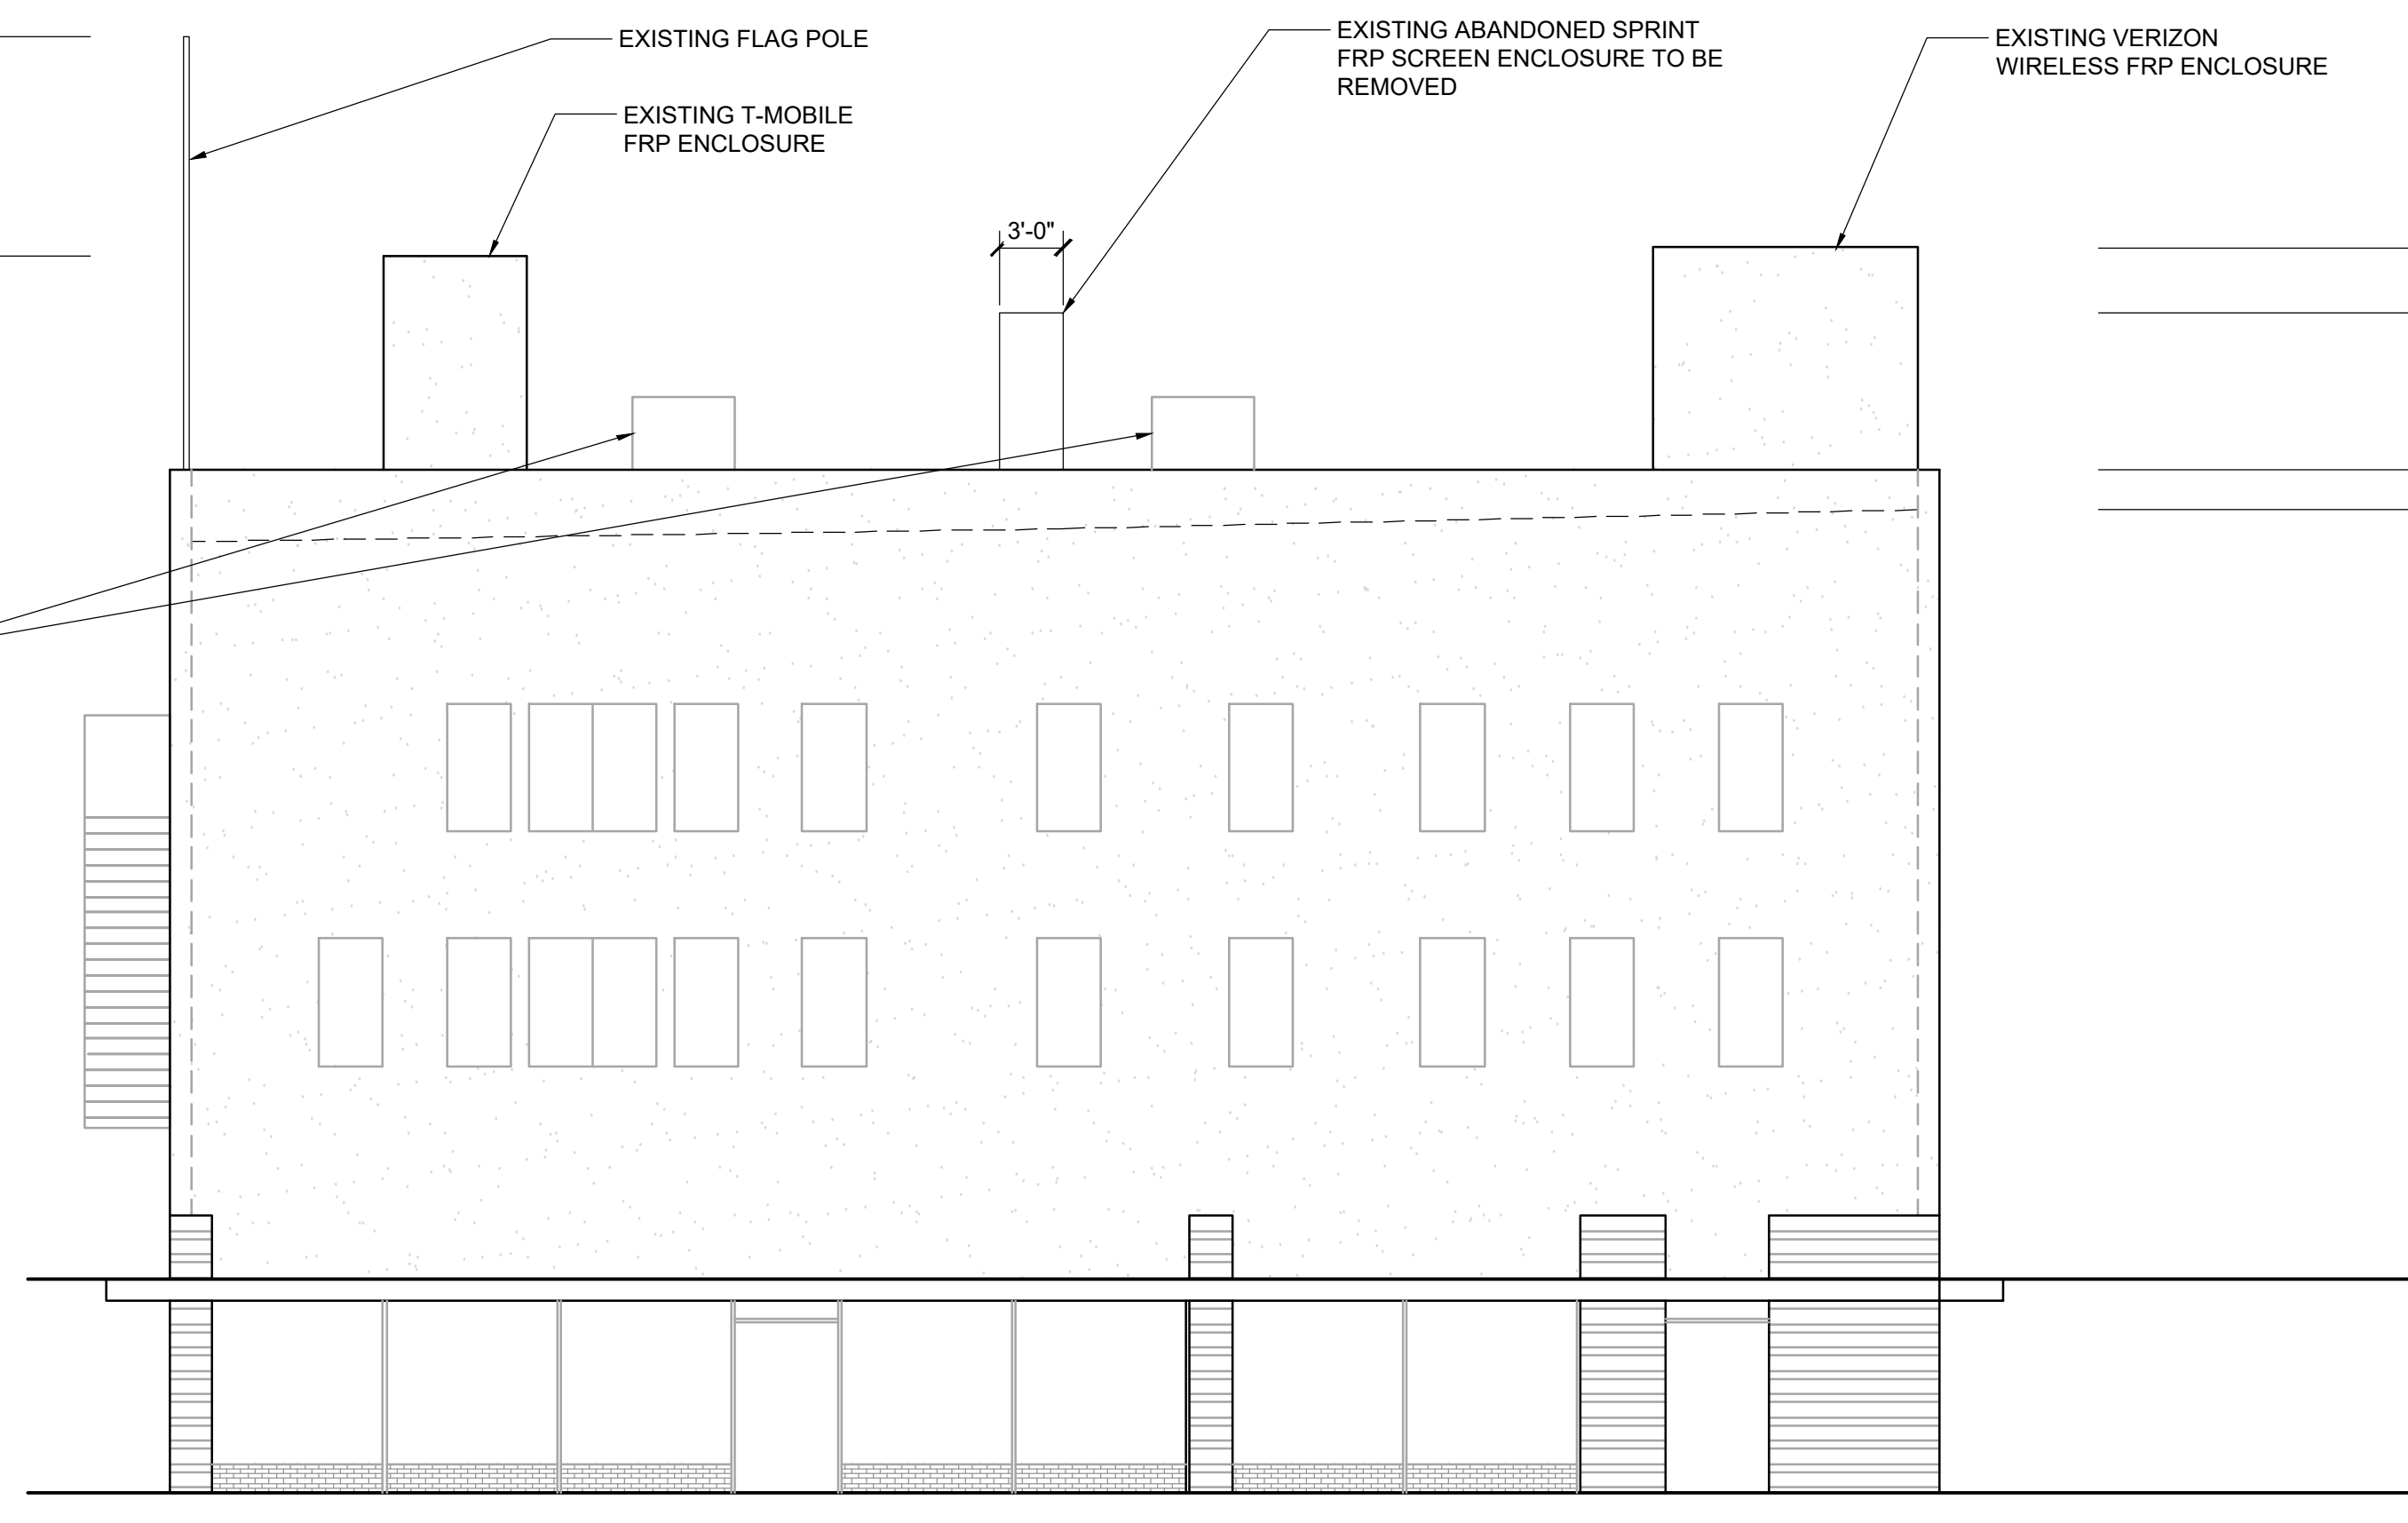 EXISTING FLAG POLE
EXISTING T-MOBILE
FRP ENCLOSURE
3'-0"
EXISTING ABANDONED SPRINT
FRP SCREEN ENCLOSURE TO BE
REMOVED
EXISTING VERIZON
WIRELESS FRP ENCLOSURE